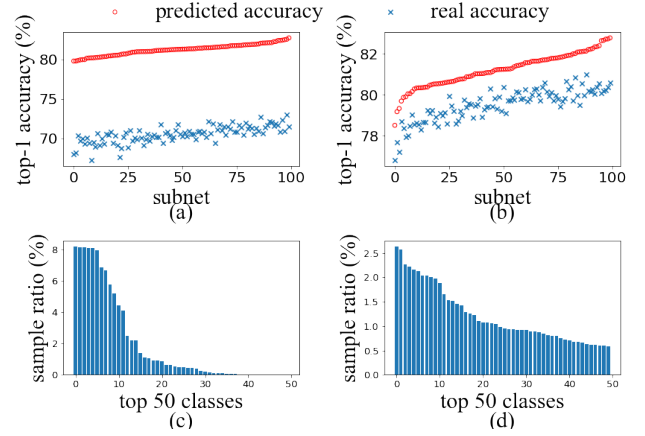 predicted accuracy real accuracy
top-1 accuracy (%)
80
75
70
0 25 50 75 100
subnet
(a)
top-1 accuracy (%)
82
80
78
0 25 50 75 100
subnet
(b)
sample ratio (%)
8
6
4
2
0
0 10 20 30 40 50
top 50 classes
(c)
sample ratio (%)
2.5
2.0
1.5
1.0
0.5
0.0
0 10 20 30 40 50
top 50 classes
(d)